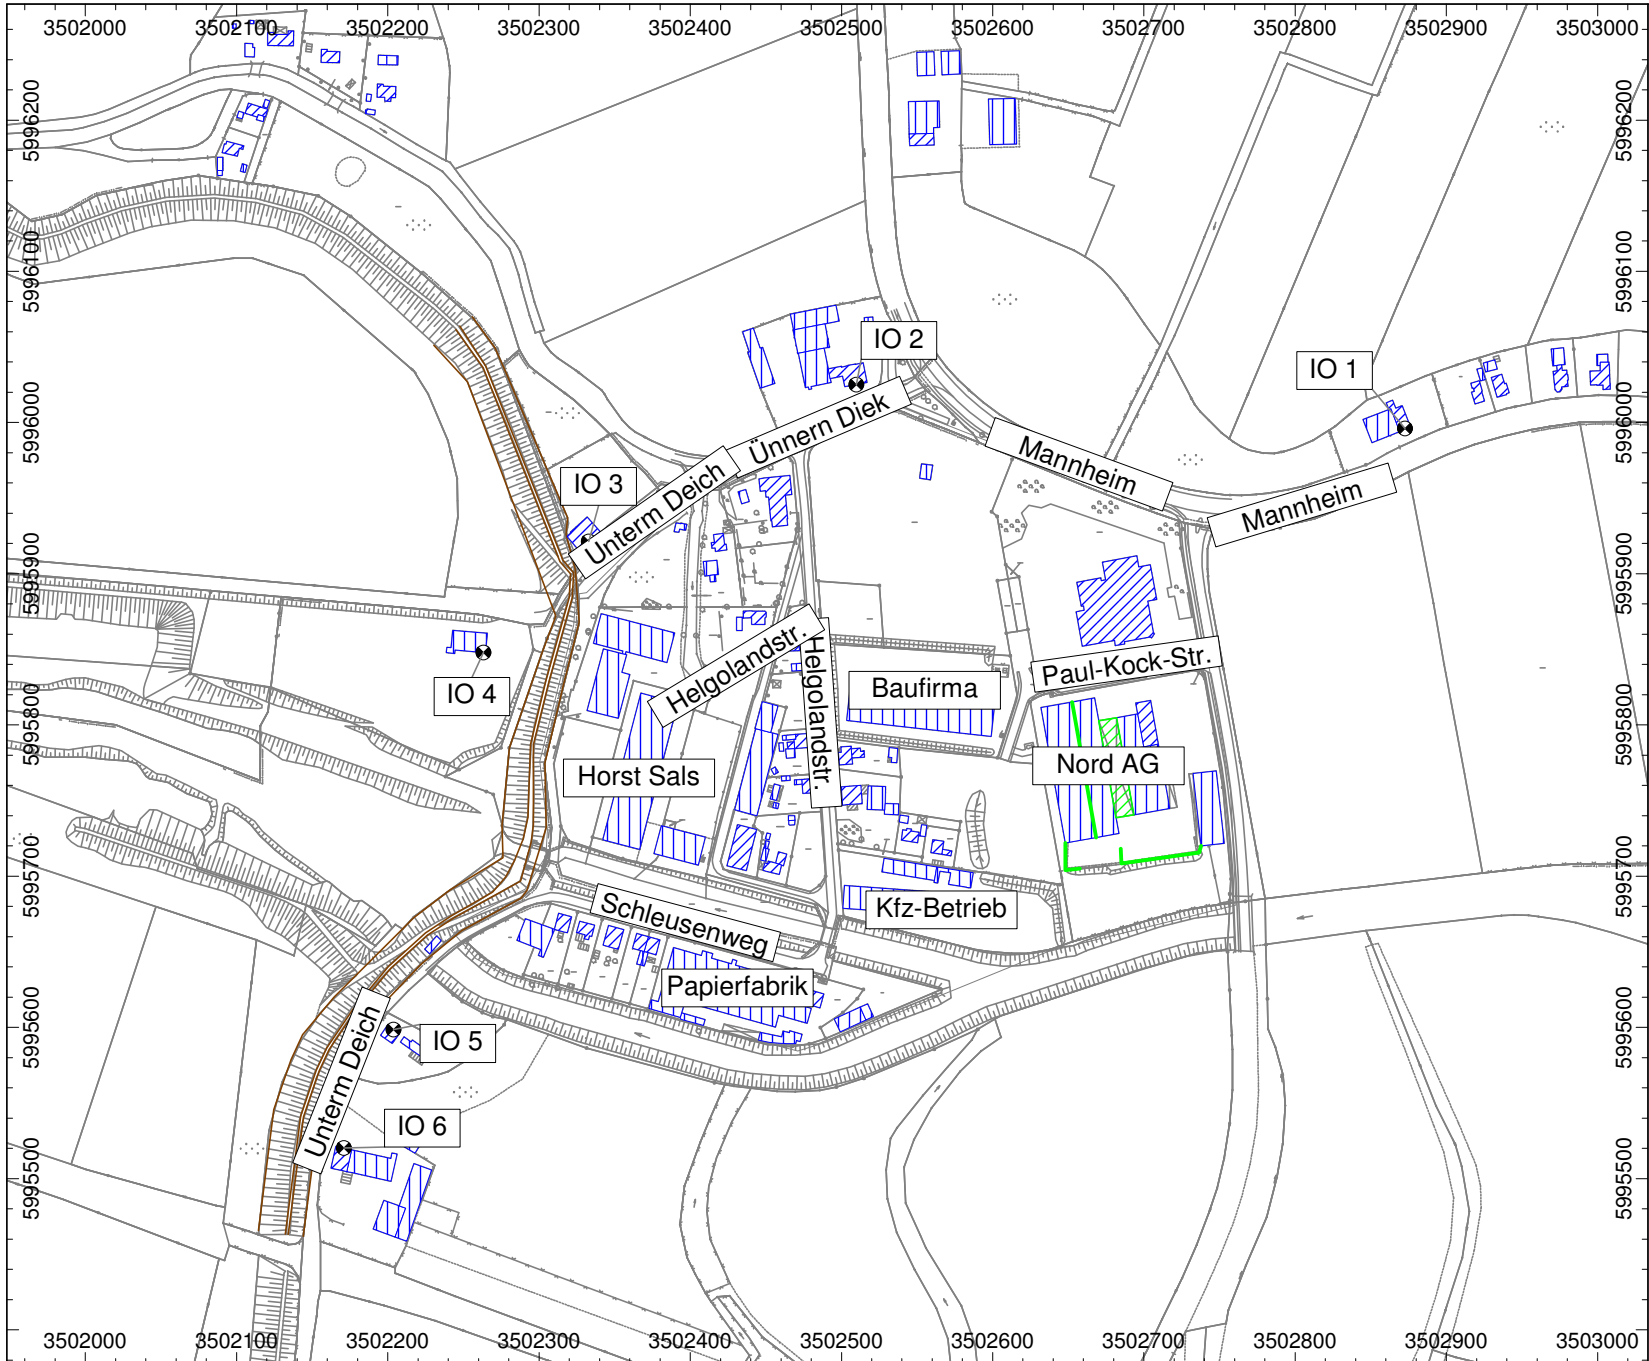 3502000 3502100 3502200 3502300 3502400 3502500 3502600 3502700 3502800 3502900 3503000
5996200
5996200
5996100
5996100
IO 2
IO 1
5996000
5996000
Ünnern Diek
Mannheim
Mannheim
IO 3
Unterm Deich
5995900
5995900
Helgolandstr.
Helgolandstr.
Paul-Kock-Str.
Baufirma
IO 4
5995800
5995800
Horst Sals
Nord AG
5995700
5995700
Kfz-Betrieb
Schleusenweg
Papierfabrik
5995600
5995600
IO 5
Unterm Deich
IO 6
5995500
5995500
3502000 3502100 3502200 3502300 3502400 3502500 3502600 3502700 3502800 3502900 3503000